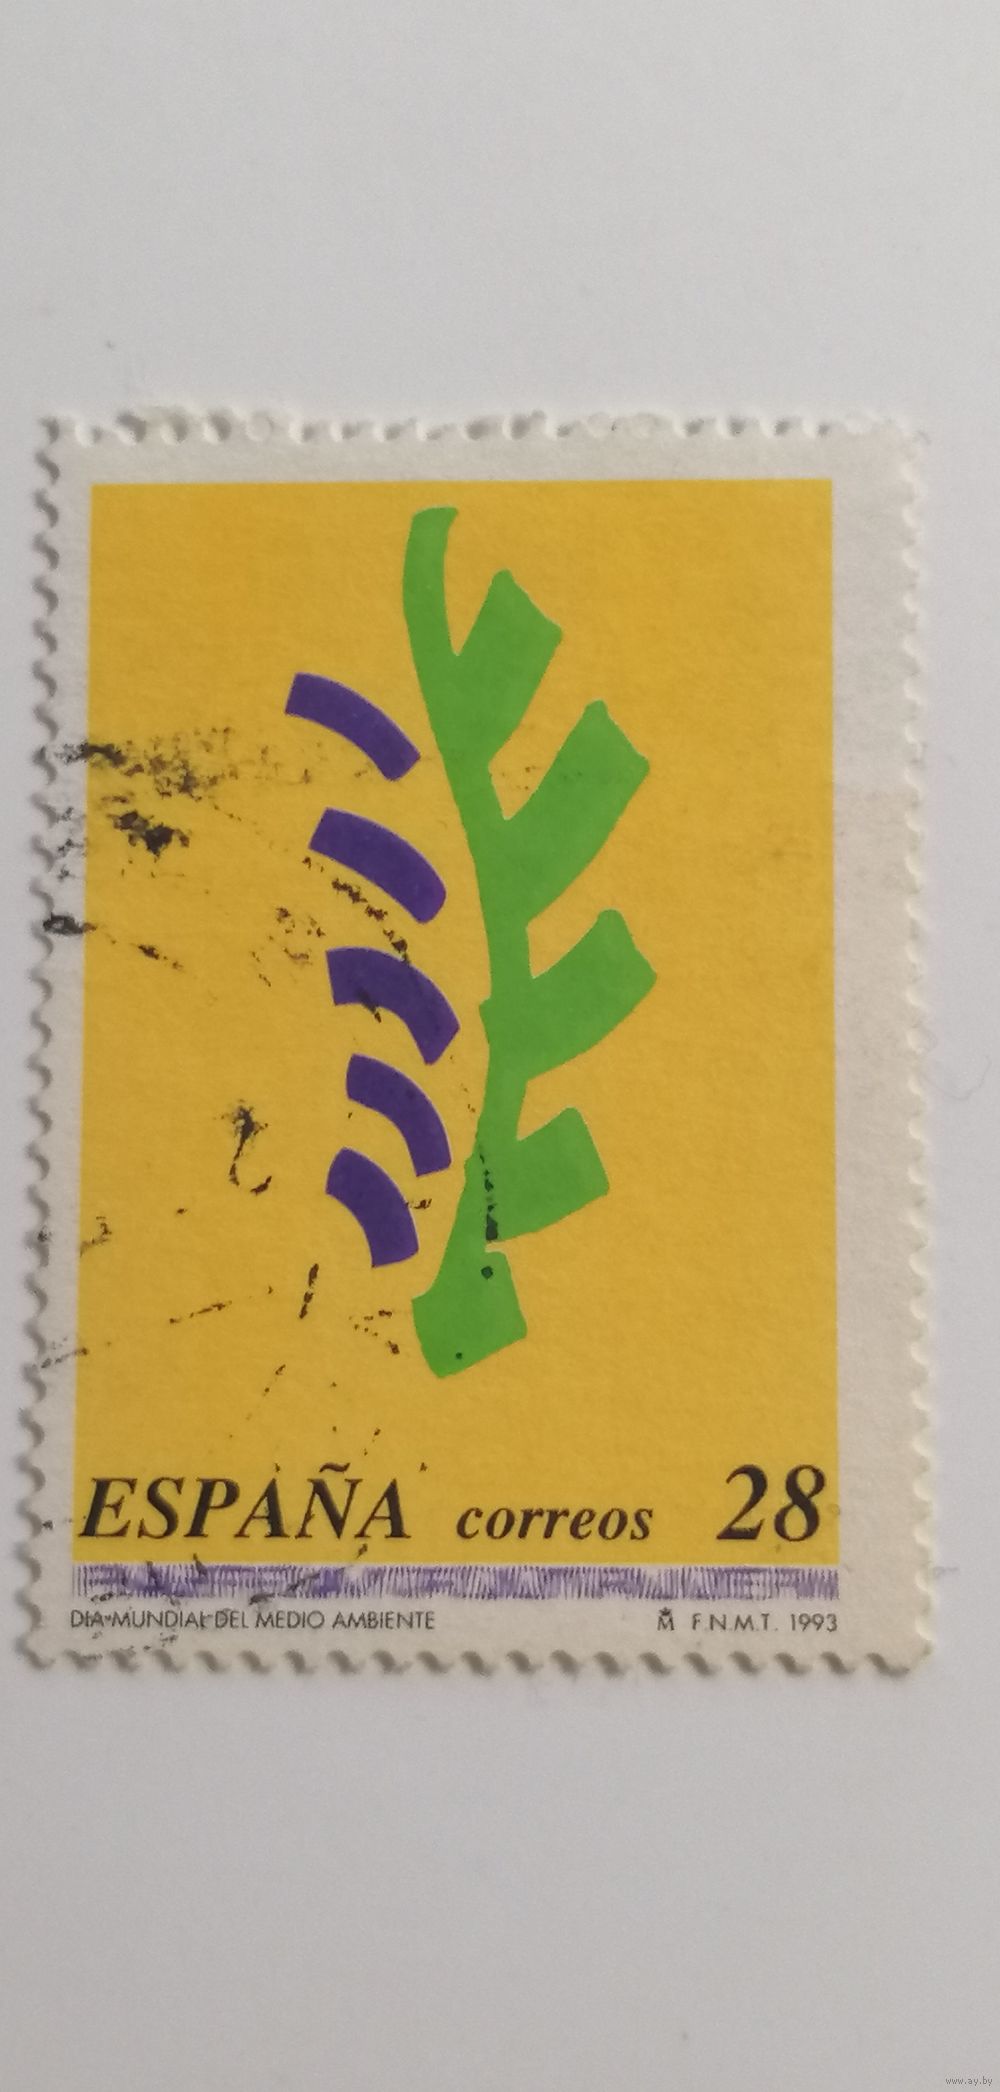 ESPAÑA correos 28
DIA MUNDIAL DEL MEDIO AMBIENTE M F.N.M.T. 1993
www.ay.by